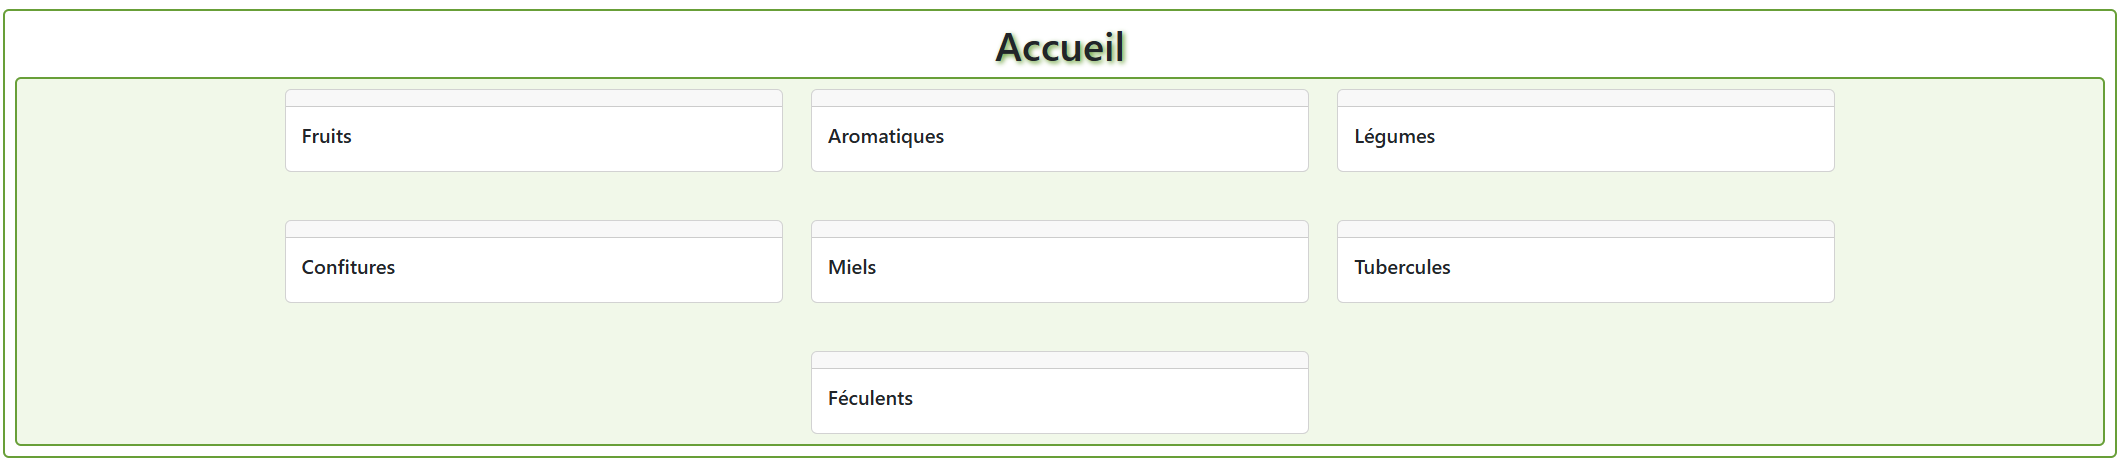 Accueil
Fruits
Aromatiques
Légumes
Confitures
Miels
Tubercules
Féculents